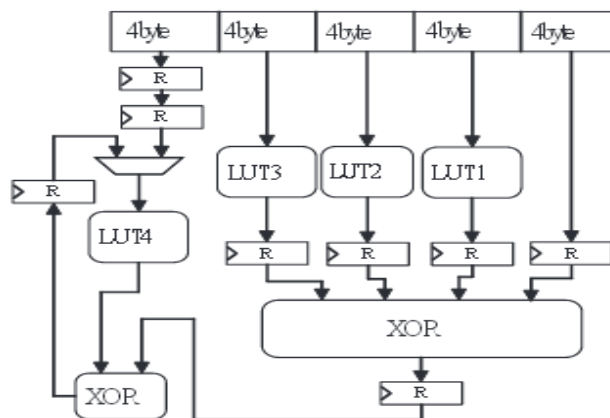 4byte 4byte 4byte 4byte 4byte
R
R
LUT3 LUT2 LUT1
R
LUT4
R R R R
XOR
XOR
R